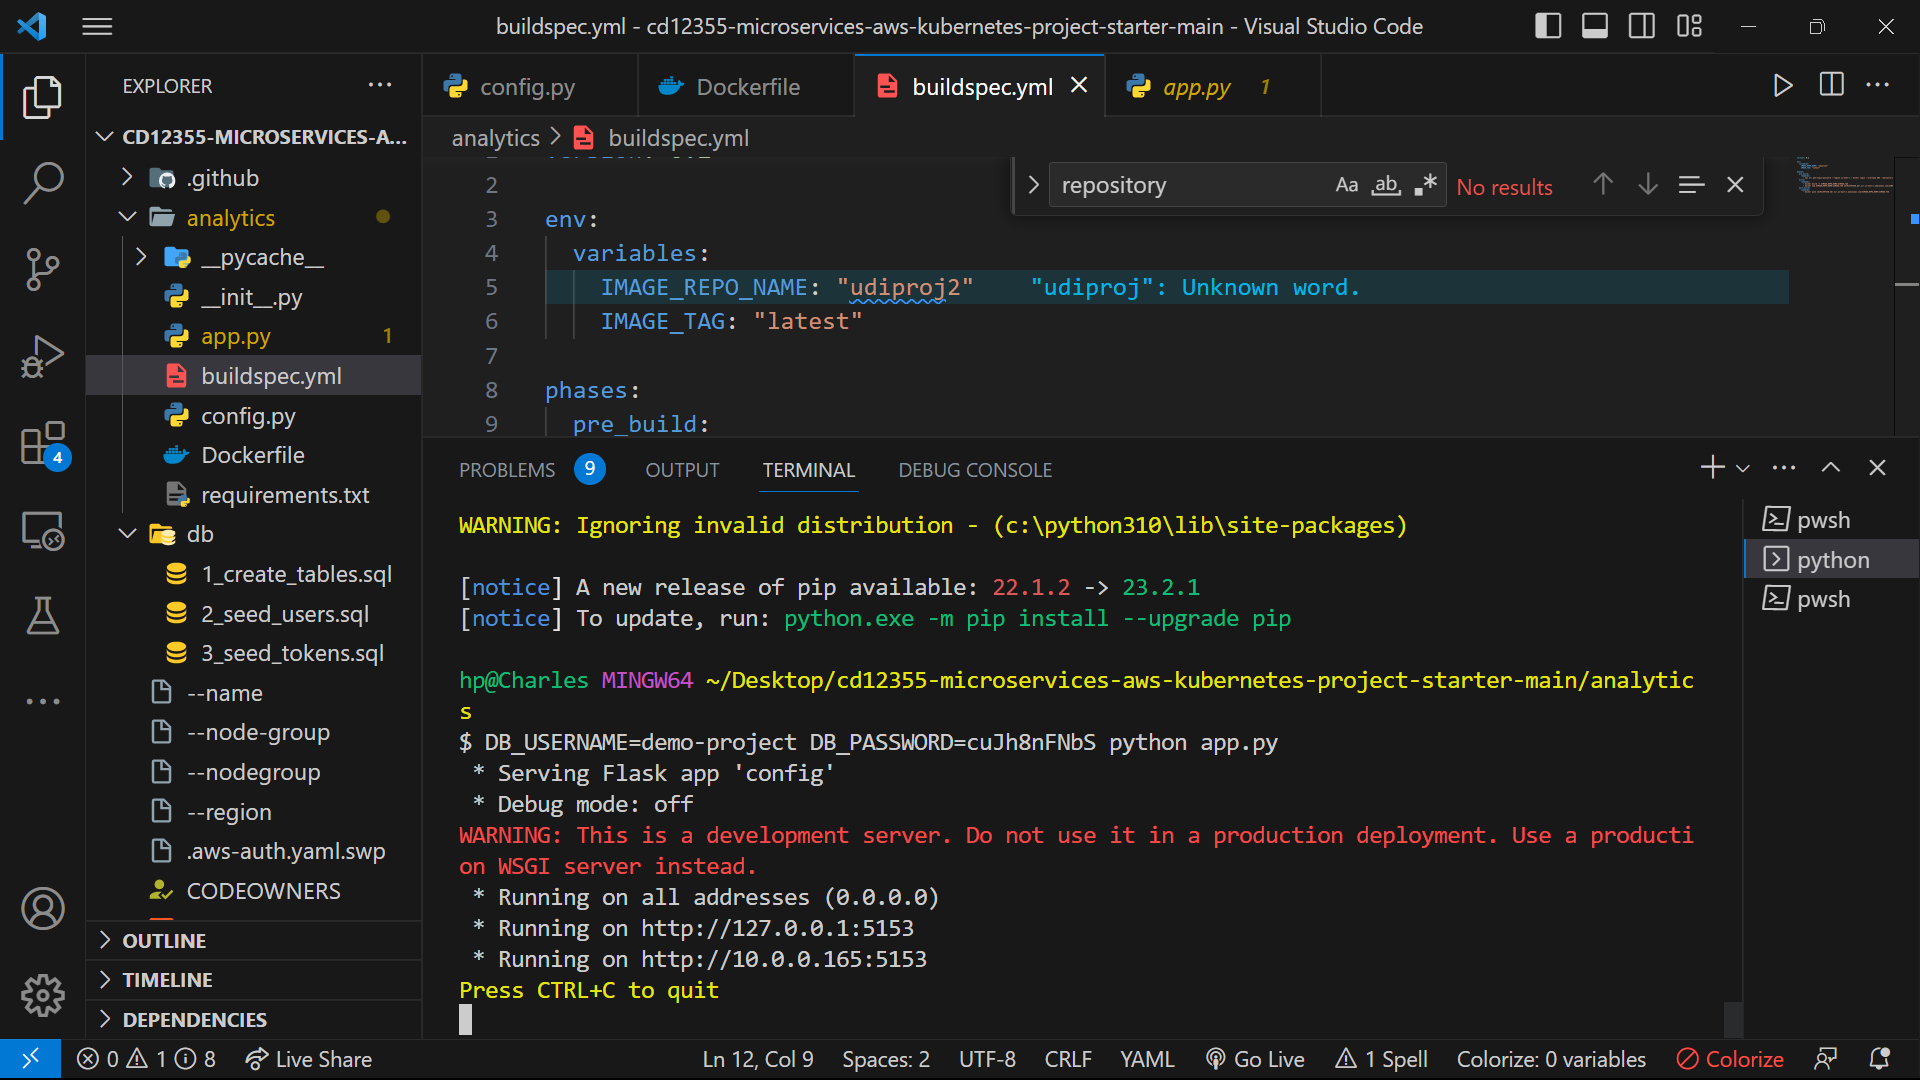 buildspec.yml - cd12355-microservices-aws-kubernetes-project-starter-main - Visual Studio Code
EXPLORER
config.py
Dockerfile
buildspec.yml
app.py 1
CD12355-MICROSERVICES-A...
.github
analytics
__pycache__
__init__.py
app.py 1
buildspec.yml
config.py
Dockerfile
requirements.txt
db
1_create_tables.sql
2_seed_users.sql
3_seed_tokens.sql
--name
--node-group
--nodegroup
--region
.aws-auth.yaml.swp
CODEOWNERS
OUTLINE
TIMELINE
DEPENDENCIES
4
analytics > buildspec.yml
repository
Aa ab .* No results
2
3 env:
4 variables:
5 IMAGE_REPO_NAME: "udiproj2" "udiproj": Unknown word.
6 IMAGE_TAG: "latest"
7
8 phases:
9 pre_build:
PROBLEMS 9 OUTPUT TERMINAL DEBUG CONSOLE
WARNING: Ignoring invalid distribution - (c:\python310\lib\site-packages)
[notice] A new release of pip available: 22.1.2 -> 23.2.1
[notice] To update, run: python.exe -m pip install --upgrade pip
hp@Charles MINGW64 ~/Desktop/cd12355-microservices-aws-kubernetes-project-starter-main/analytic
s
$ DB_USERNAME=demo-project DB_PASSWORD=cuJh8nFNbS python app.py
* Serving Flask app 'config'
* Debug mode: off
WARNING: This is a development server. Do not use it in a production deployment. Use a producti
on WSGI server instead.
* Running on all addresses (0.0.0.0)
* Running on http://127.0.0.1:5153
* Running on http://10.0.0.165:5153
Press CTRL+C to quit
pwsh
python
pwsh
0 1 8 Live Share
Ln 12, Col 9 Spaces: 2 UTF-8 CRLF YAML Go Live 1 Spell Colorize: 0 variables Colorize